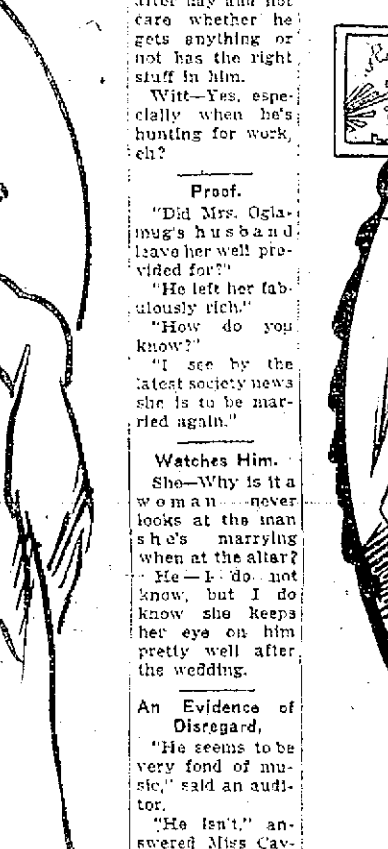 after day and not
care whether he
gets anything or
not has the right
stuff in him.
Witt—Yes, espe-
cially when he's
hunting for work,
eh?
Proof.
"Did Mrs. Ogla-
mug's husband
leave her well pro-
vided for?"
"He left her fab-
ulously rich."
"How do you
know?"
"I see by the
latest society news
she is to be mar-
ried again."
Watches Him.
She—Why is it a
woman never
looks at the man
she's marrying
when at the altar?
He—I do not
know, but I do
know she keeps
her eye on him
pretty well after
the wedding.
An Evidence of
Disregard.
"He seems to be
very fond of mu-
sic," said an audi-
tor.
"He isn't," an-
swered Miss Cay-